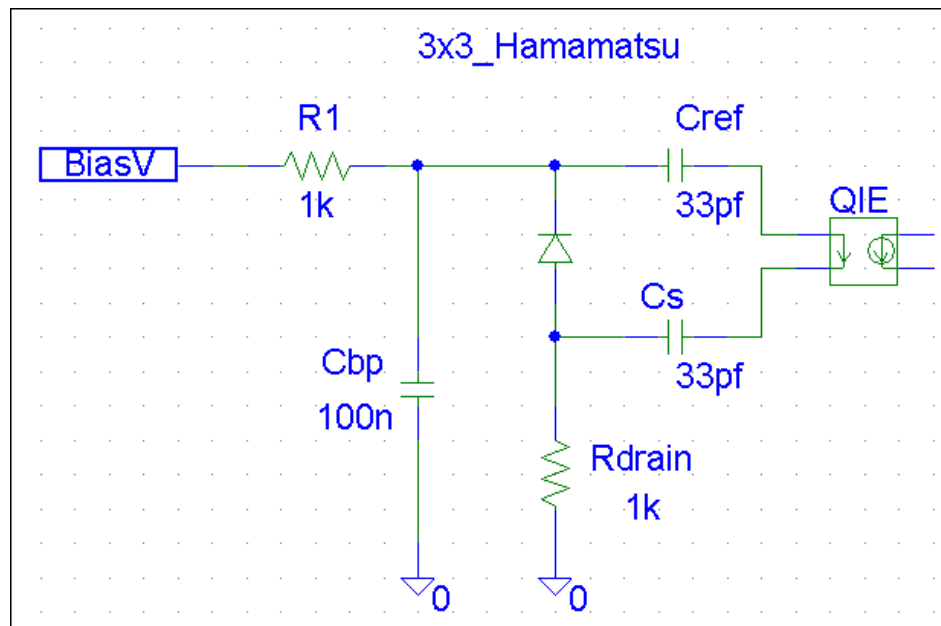 3x3_Hamamatsu
R1
Cref
BiasV
1k
33pf
QIE
Cs
Cbp
33pf
100n
Rdrain
1k
0
0